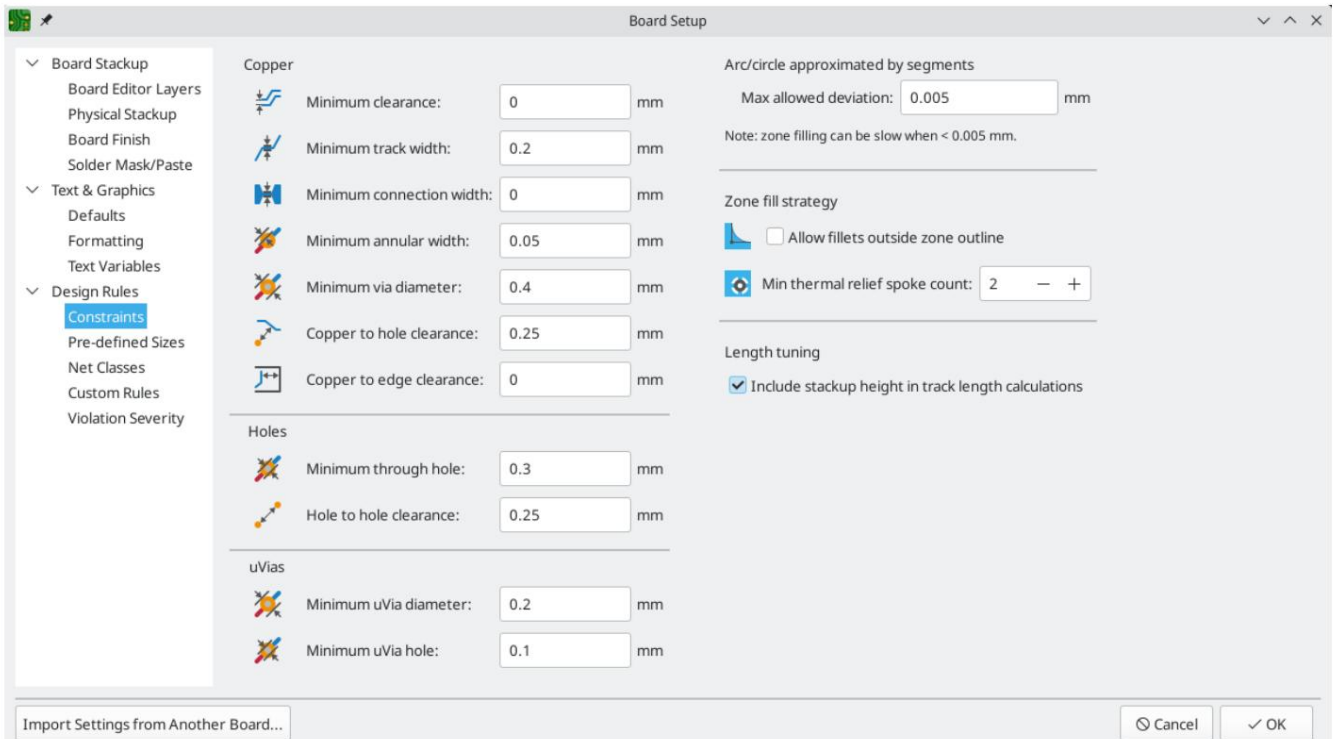 Board Setup
Board Stackup
Board Editor Layers
Physical Stackup
Board Finish
Solder Mask/Paste
Text & Graphics
Defaults
Formatting
Text Variables
Design Rules
Constraints
Pre-defined Sizes
Net Classes
Custom Rules
Violation Severity
Copper
Minimum clearance: 0 mm
Minimum track width: 0.2 mm
Minimum connection width: 0 mm
Minimum annular width: 0.05 mm
Minimum via diameter: 0.4 mm
Copper to hole clearance: 0.25 mm
Copper to edge clearance: 0 mm
Holes
Minimum through hole: 0.3 mm
Hole to hole clearance: 0.25 mm
uVias
Minimum uVia diameter: 0.2 mm
Minimum uVia hole: 0.1 mm
Arc/circle approximated by segments
Max allowed deviation: 0.005 mm
Note: zone filling can be slow when < 0.005 mm.
Zone fill strategy
Allow fillets outside zone outline
Min thermal relief spoke count: 2 − +
Length tuning
Include stackup height in track length calculations
Import Settings from Another Board...
Cancel
OK